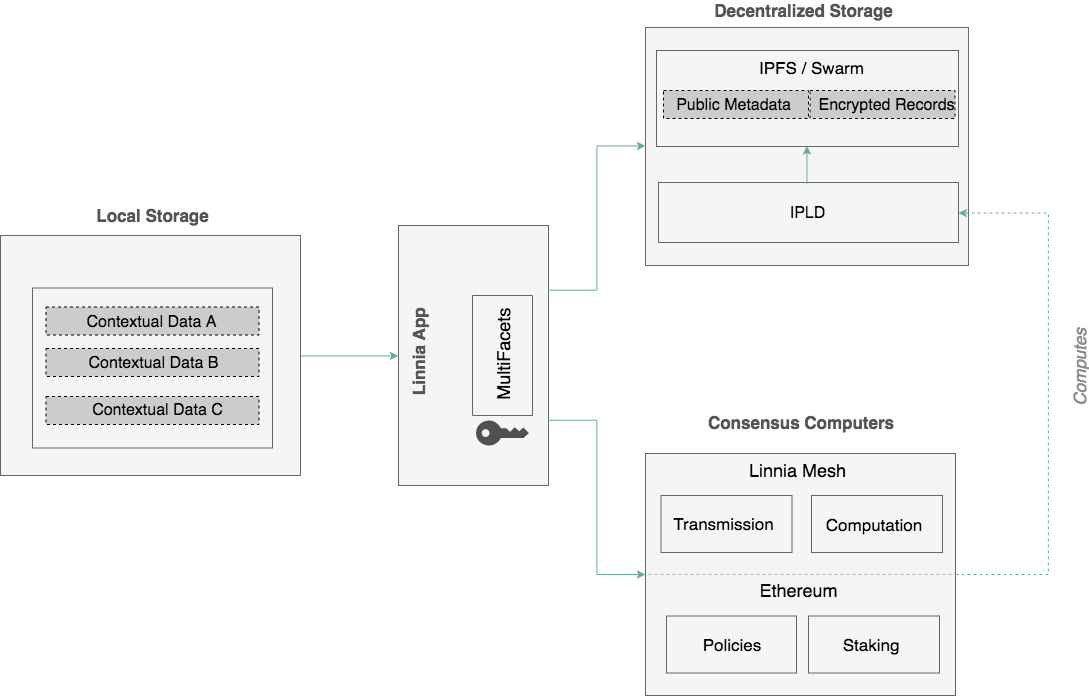 Decentralized Storage
IPFS / Swarm
Public Metadata
Encrypted Records
IPLD
Local Storage
Contextual Data A
Contextual Data B
Contextual Data C
Linnia App
MultiFacets
Computes
Consensus Computers
Linnia Mesh
Transmission
Computation
Ethereum
Policies
Staking